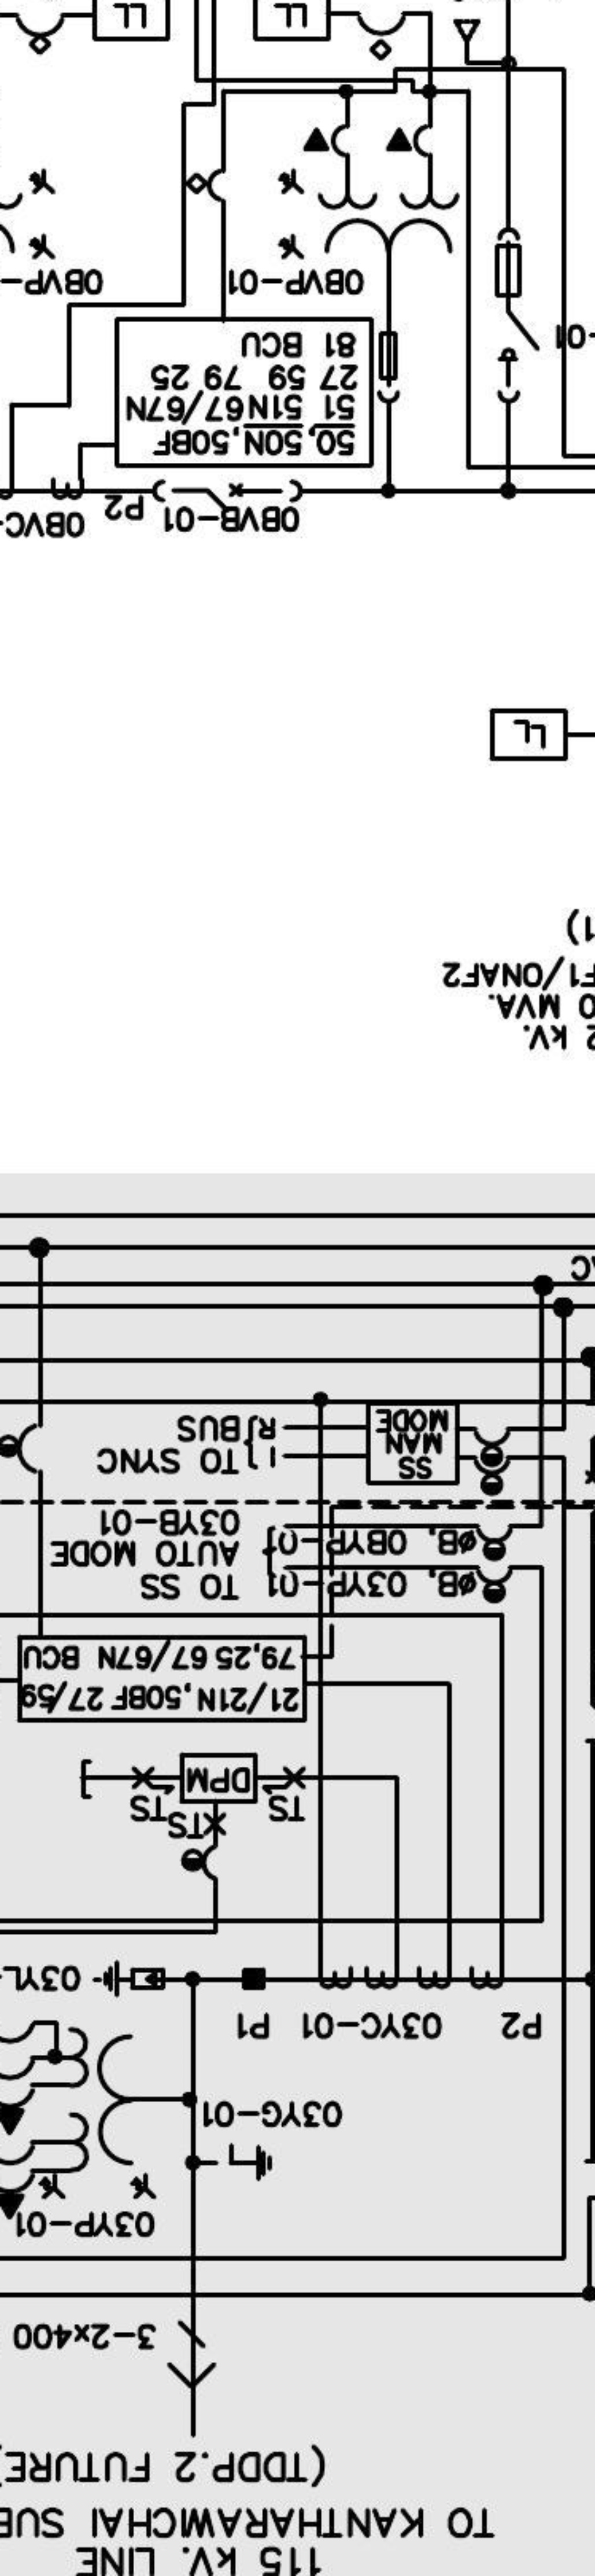 115 kV. LINE
TO KANTHARAWICHAI SUB
(TDDP.2 FUTURE)
3-2x400
03YP-01
03YG-01
P2 03YC-01 P1
03YL-
TS TS TS
DPM
21/21N,50BF 27/59
79,25 67/67N BCU
ØB, 03YP-01 TO SS
ØB, 0BYP-01 AUTO MODE
03YB-01
SS
MAN
MODE
TO SYNC
R BUS
AC
2 kV.
0 MVA.
F1/ONAF2
1)
LL
0BVB-01 P2 0BVC-
50,50N,50BF
51 51N67/67N
27 59 79 25
81 BCU
-01
0BVP-01 0BVP-
LL LL